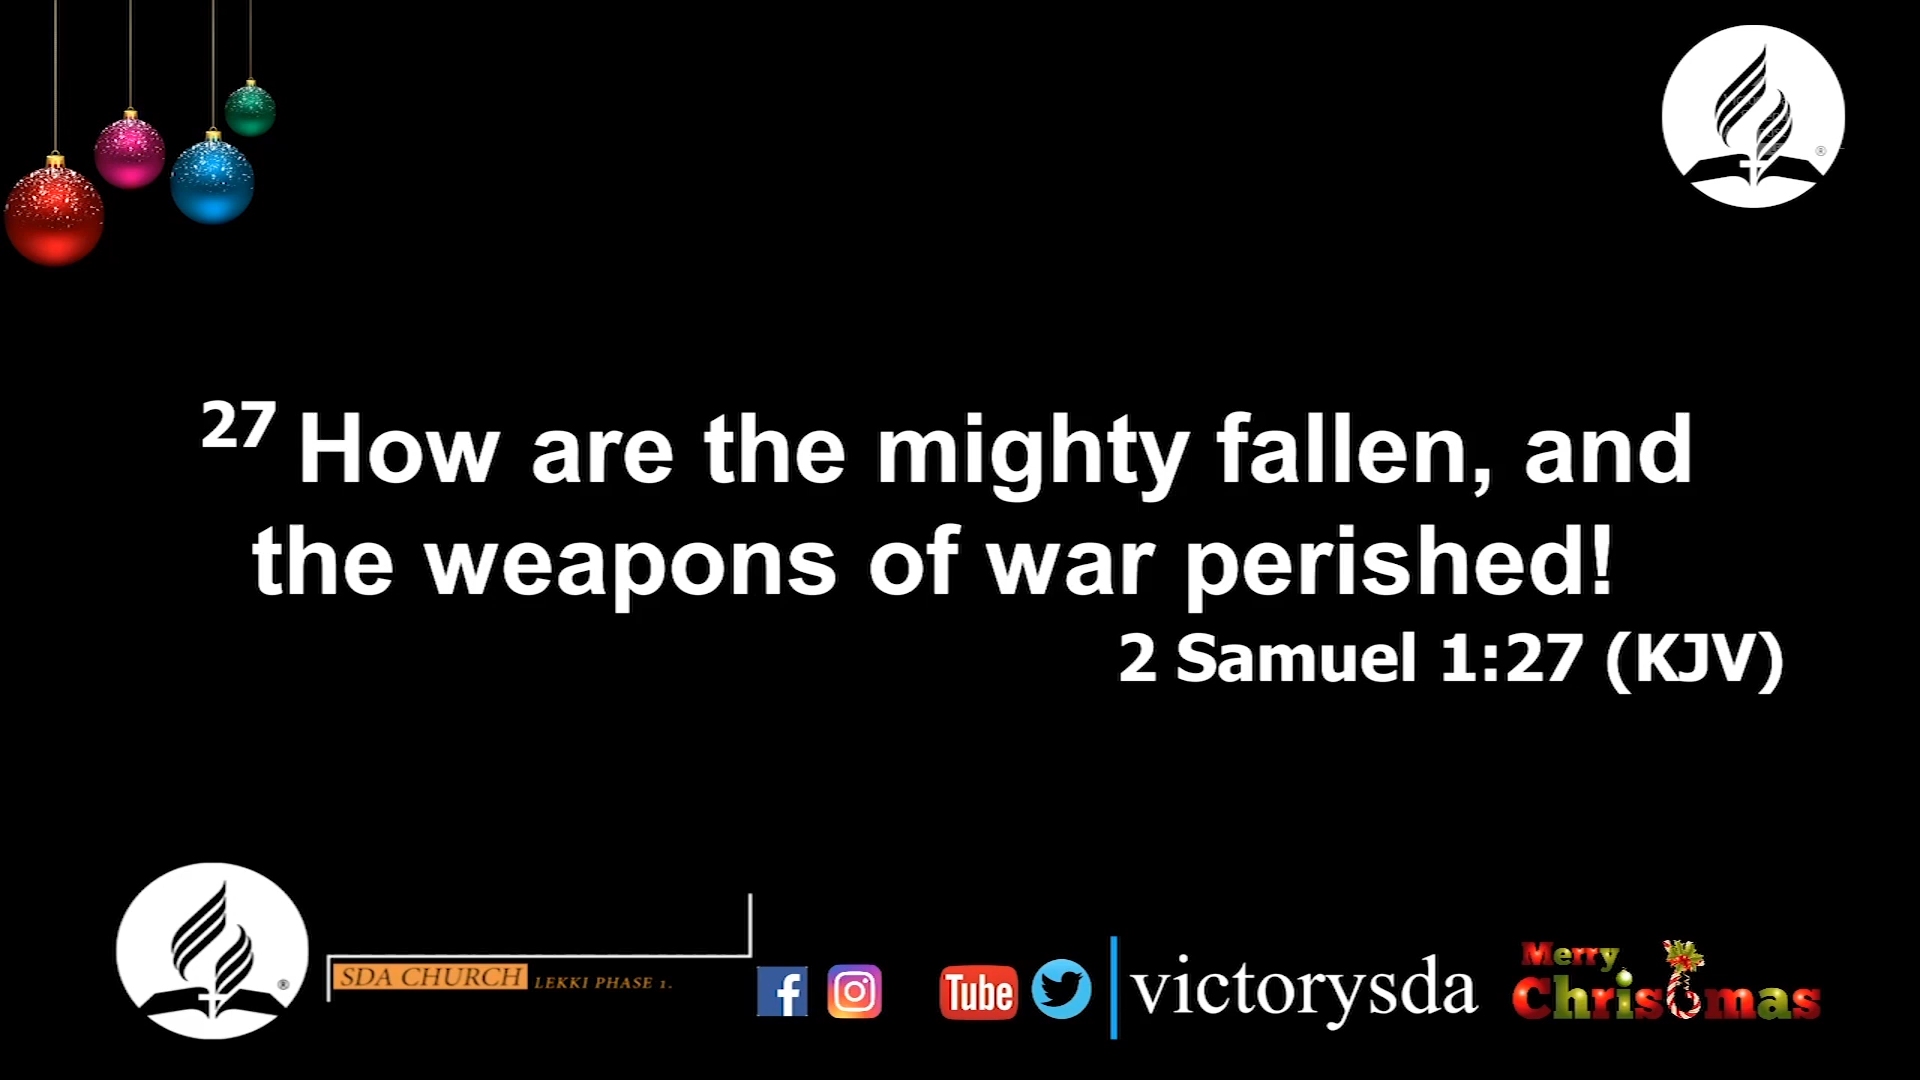 27 How are the mighty fallen, and
the weapons of war perished!
2 Samuel 1:27 (KJV)
SDA CHURCH LEKKI PHASE 1.
Tube
victorysda
Merry
Christmas